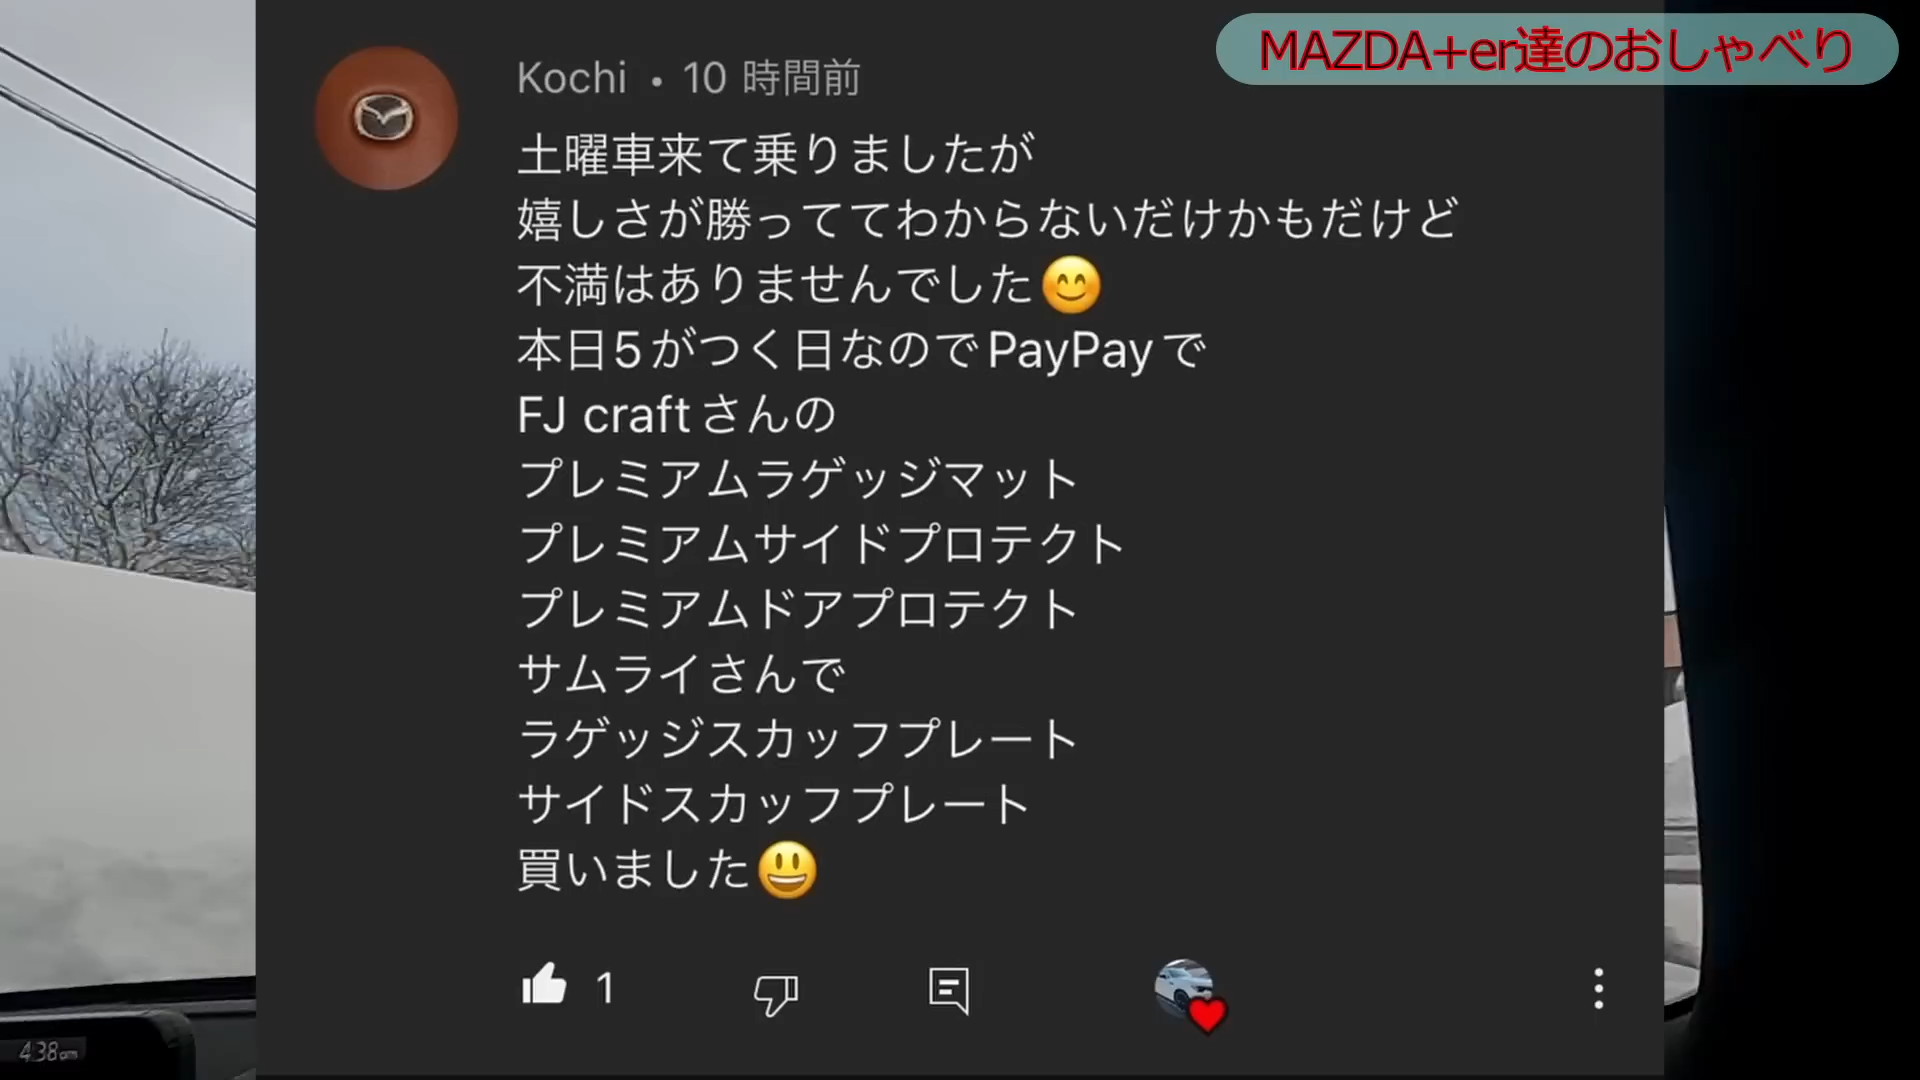 MAZDA+er達のおしゃべり
Kochi • 10 時間前
土曜車来て乗りましたが
嬉しさが勝っててわからないだけかもだけど
不満はありませんでした😊
本日5がつく日なのでPayPayで
FJ craftさんの
プレミアムラゲッジマット
プレミアムサイドプロテクト
プレミアムドアプロテクト
サムライさんで
ラゲッジスカッフプレート
サイドスカッフプレート
買いました😃
1
4:38